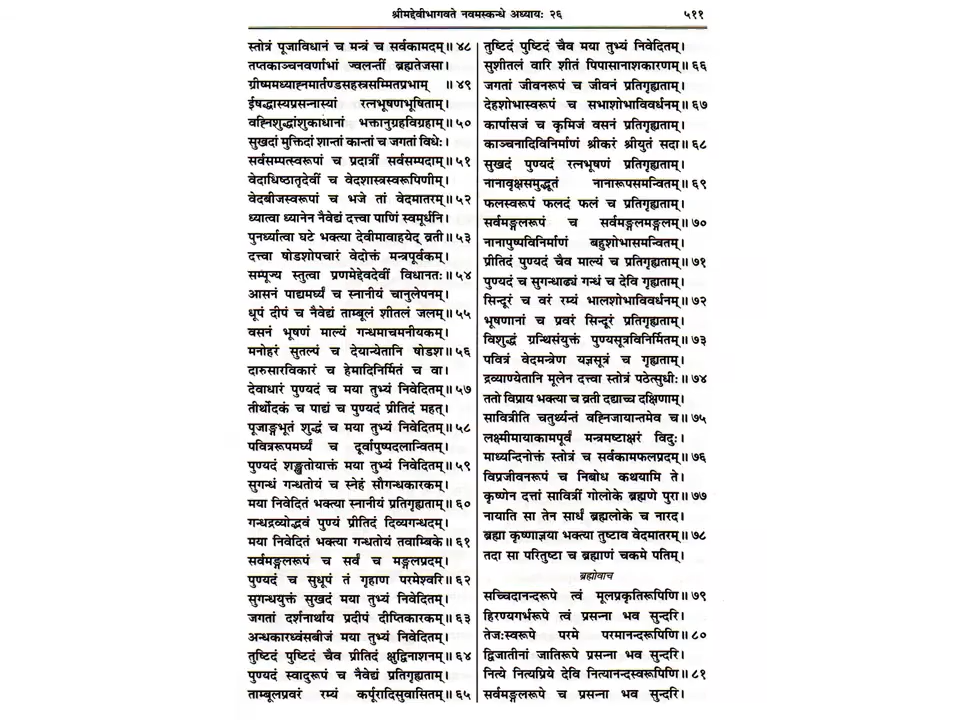 श्रीमद्देवीभागवते नवमस्कन्धे अध्यायः २६
५११
स्तोत्रं पूजाविधानं च मन्त्रं च सर्वकामदम्॥ ४८
तप्तकाञ्चनवर्णाभां ज्वलन्तीं ब्रह्मतेजसा।
ग्रीष्ममध्याह्नमार्तण्डसहस्रसम्मितप्रभाम् ॥ ४९
ईषद्धास्यप्रसन्नास्यां रत्नभूषणभूषिताम्।
वह्निशुद्धांशुकाधानां भक्तानुग्रहविग्रहाम्॥ ५०
सुखदां मुक्तिदां शान्तां कान्तां च जगतां विधेः।
सर्वसम्पत्स्वरूपां च प्रदात्रीं सर्वसम्पदाम्॥ ५१
वेदाधिष्ठातृदेवीं च वेदशास्त्रस्वरूपिणीम्।
वेदबीजस्वरूपां च भजे तां वेदमातरम्॥ ५२
ध्यात्वा ध्यानेन नैवेद्यं दत्त्वा पाणिं स्वमूर्धनि।
पुनर्ध्यात्वा घटे भक्त्या देवीमावाहयेद् व्रती॥ ५३
दत्त्वा षोडशोपचारं वेदोक्तं मन्त्रपूर्वकम्।
सम्पूज्य स्तुत्वा प्रणमेद्देवदेवीं विधानतः॥ ५४
आसनं पाद्यमर्घ्यं च स्नानीयं चानुलेपनम्।
धूपं दीपं च नैवेद्यं ताम्बूलं शीतलं जलम्॥ ५५
वसनं भूषणं माल्यं गन्धमाचमनीयकम्।
मनोहरं सुतल्पं च देयान्येतानि षोडश॥ ५६
दारुसारविकारं च हेमादिनिर्मितं च वा।
देवाधारं पुण्यदं च मया तुभ्यं निवेदितम्॥ ५७
तीर्थोदकं च पाद्यं च पुण्यदं प्रीतिदं महत्।
पूजाङ्गभूतं शुद्धं च मया तुभ्यं निवेदितम्॥ ५८
पवित्ररूपमर्घ्यं च दूर्वापुष्पदलान्वितम्।
पुण्यदं शङ्खतोयाक्तं मया तुभ्यं निवेदितम्॥ ५९
सुगन्धं गन्धतोयं च स्नेहं सौगन्धकारकम्।
मया निवेदितं भक्त्या स्नानीयं प्रतिगृह्यताम्॥ ६०
गन्धद्रव्योद्भवं पुण्यं प्रीतिदं दिव्यगन्धदम्।
मया निवेदितं भक्त्या गन्धतोयं तवाम्बिके॥ ६१
सर्वमङ्गलरूपं च सर्वं च मङ्गलप्रदम्।
पुण्यदं च सुधूपं तं गृहाण परमेश्वरि॥ ६२
सुगन्धयुक्तं सुखदं मया तुभ्यं निवेदितम्।
जगतां दर्शनार्थाय प्रदीपं दीप्तिकारकम्॥ ६३
अन्धकारध्वंसबीजं मया तुभ्यं निवेदितम्।
तुष्टिदं पुष्टिदं चैव प्रीतिदं क्षुद्विनाशनम्॥ ६४
पुण्यदं स्वादुरूपं च नैवेद्यं प्रतिगृह्यताम्।
ताम्बूलप्रवरं रम्यं कर्पूरादिसुवासितम्॥ ६५
तुष्टिदं पुष्टिदं चैव मया तुभ्यं निवेदितम्।
सुशीतलं वारि शीतं पिपासानाशकारणम्॥ ६६
जगतां जीवनरूपं च जीवनं प्रतिगृह्यताम्।
देहशोभास्वरूपं च सभाशोभाविवर्धनम्॥ ६७
कार्पासजं च कृमिजं वसनं प्रतिगृह्यताम्।
काञ्चनादिविनिर्माणं श्रीकरं श्रीयुतं सदा॥ ६८
सुखदं पुण्यदं रत्नभूषणं प्रतिगृह्यताम्।
नानावृक्षसमुद्भूतं नानारूपसमन्वितम्॥ ६९
फलस्वरूपं फलदं फलं च प्रतिगृह्यताम्।
सर्वमङ्गलरूपं च सर्वमङ्गलमङ्गलम्॥ ७०
नानापुष्पविनिर्माणं बहुशोभासमन्वितम्।
प्रीतिदं पुण्यदं चैव माल्यं च प्रतिगृह्यताम्॥ ७१
पुण्यदं च सुगन्धाढ्यं गन्धं च देवि गृह्यताम्।
सिन्दूरं च वरं रम्यं भालशोभाविवर्धनम्॥ ७२
भूषणानां च प्रवरं सिन्दूरं प्रतिगृह्यताम्।
विशुद्धं ग्रन्थिसंयुक्तं पुण्यसूत्रविनिर्मितम्॥ ७३
पवित्रं वेदमन्त्रेण यज्ञसूत्रं च गृह्यताम्।
द्रव्याण्येतानि मूलेन दत्त्वा स्तोत्रं पठेत्सुधीः॥ ७४
ततो विप्राय भक्त्या च व्रती दद्याच्च दक्षिणाम्।
सावित्रीति चतुर्थ्यन्तं वह्निजायान्तमेव च॥ ७५
लक्ष्मीमायाकामपूर्वं मन्त्रमष्टाक्षरं विदुः।
माध्यन्दिनोक्तं स्तोत्रं च सर्वकामफलप्रदम्॥ ७६
विप्रजीवनरूपं च निबोध कथयामि ते।
कृष्णेन दत्तां सावित्रीं गोलोके ब्रह्मणे पुरा॥ ७७
नायाति सा तेन सार्धं ब्रह्मलोके च नारद।
ब्रह्मा कृष्णाज्ञया भक्त्या तुष्टाव वेदमातरम्॥ ७८
तदा सा परितुष्टा च ब्रह्माणं चकमे पतिम्।
ब्रह्मोवाच
सच्चिदानन्दरूपे त्वं मूलप्रकृतिरूपिणि॥ ७९
हिरण्यगर्भरूपे त्वं प्रसन्ना भव सुन्दरि।
तेजःस्वरूपे परमे परमानन्दरूपिणि॥ ८०
द्विजातीनां जातिरूपे प्रसन्ना भव सुन्दरि।
नित्ये नित्यप्रिये देवि नित्यानन्दस्वरूपिणि॥ ८१
सर्वमङ्गलरूपे च प्रसन्ना भव सुन्दरि।